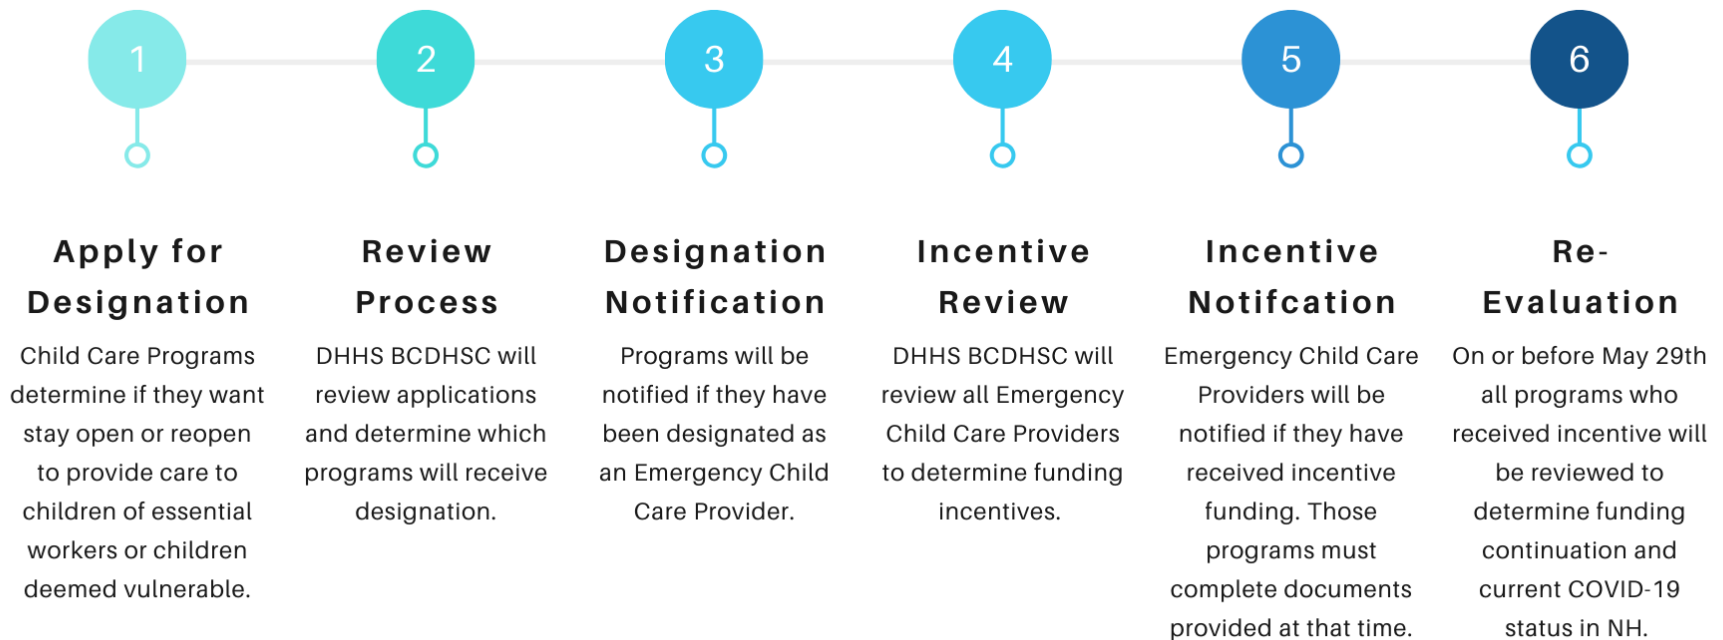 1
2
3
4
5
6
Apply for
Designation
Child Care Programs
determine if they want
stay open or reopen
to provide care to
children of essential
workers or children
deemed vulnerable.
Review
Process
DHHS BCDHSC will
review applications
and determine which
programs will receive
designation.
Designation
Notification
Programs will be
notified if they have
been designated as
an Emergency Child
Care Provider.
Incentive
Review
DHHS BCDHSC will
review all Emergency
Child Care Providers
to determine funding
incentives.
Incentive
Notifcation
Emergency Child Care
Providers will be
notified if they have
received incentive
funding. Those
programs must
complete documents
provided at that time.
Re-
Evaluation
On or before May 29th
all programs who
received incentive will
be reviewed to
determine funding
continuation and
current COVID-19
status in NH.